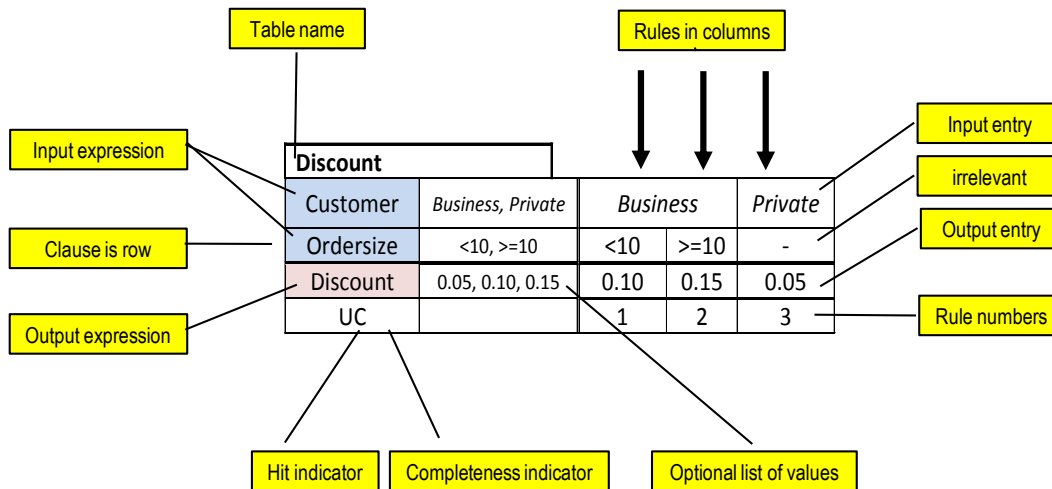 Table name
Rules in columns
Input entry
Input expression
Discount
irrelevant
Customer Business, Private Business Private
Clause is row
Ordersize <10, >=10 <10 >=10 -
Output entry
Discount 0.05, 0.10, 0.15 0.10 0.15 0.05
Output expression
UC 1 2 3
Rule numbers
Hit indicator
Completeness indicator
Optional list of values